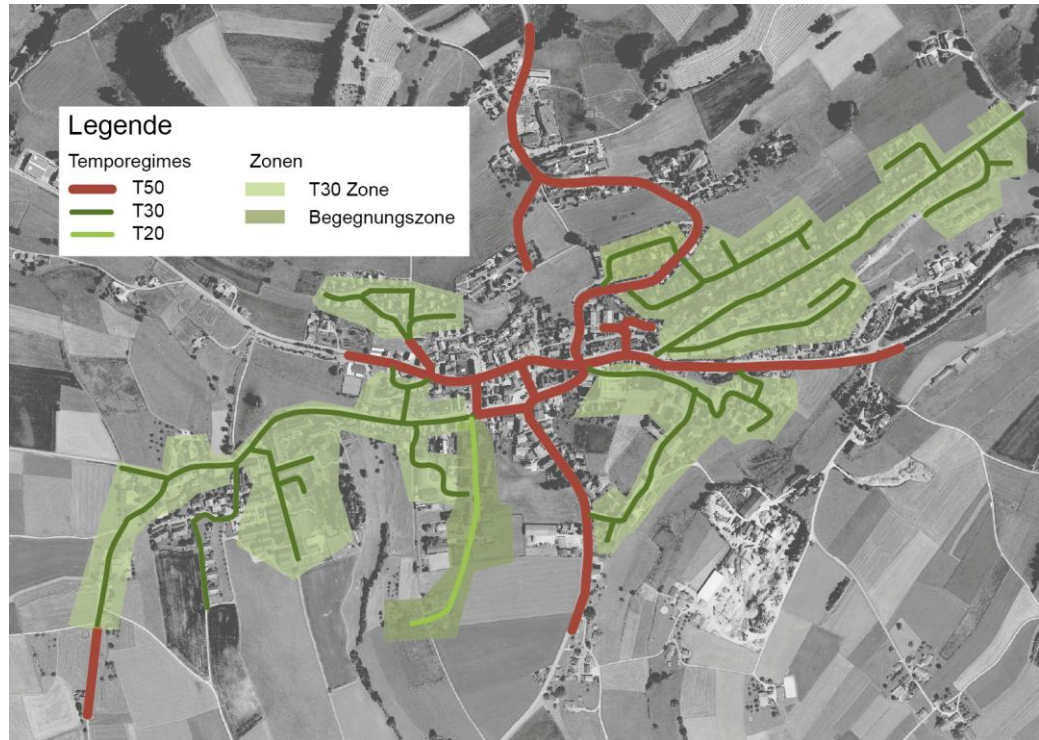 Legende
Temporegimes
T50
T30
T20
Zonen
T30 Zone
Begegnungszone